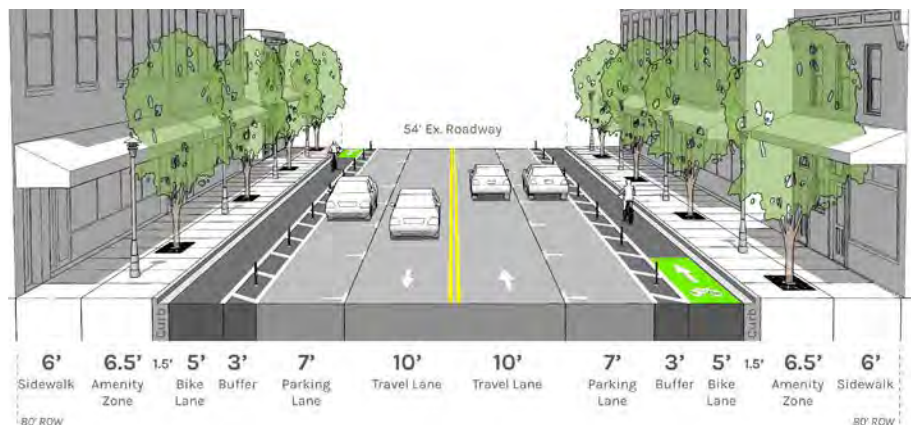 54' Ex. Roadway
Curb
Curb
6' 6.5' 1.5' 5' 3' 7' 10' 10' 7' 3' 5' 1.5' 6.5' 6'
Sidewalk Amenity Bike Buffer Parking Travel Lane Travel Lane Parking Buffer Bike Amenity Sidewalk
Zone Lane Lane Lane Lane Zone
80' ROW 80' ROW